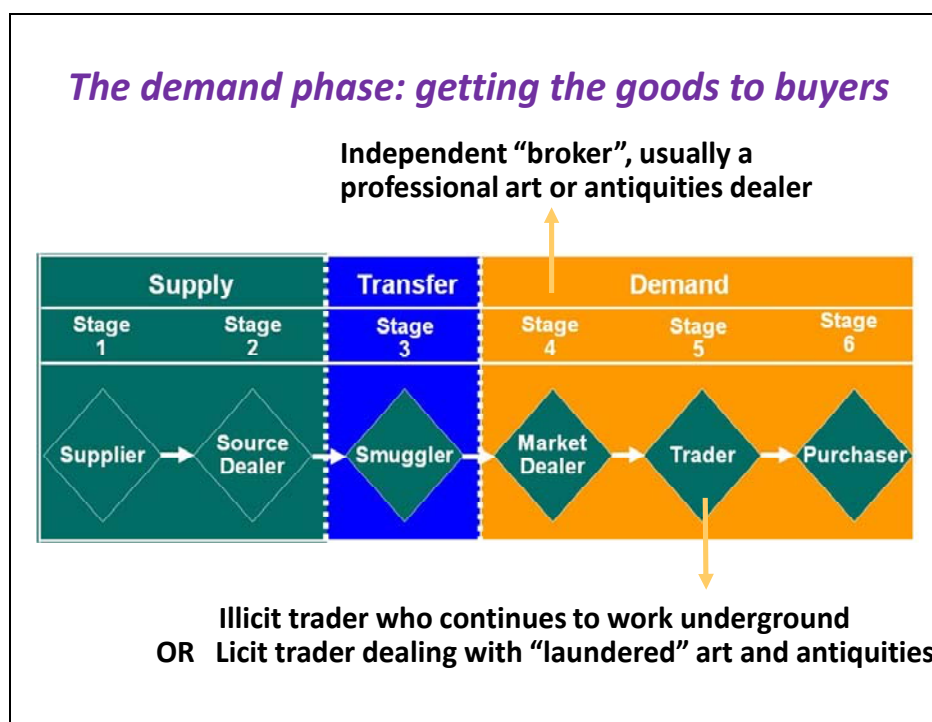 The demand phase: getting the goods to buyers
Independent “broker”, usually a
professional art or antiquities dealer
Supply Transfer Demand
Stage Stage Stage Stage Stage Stage
1 2 3 4 5 6
Supplier Source Dealer Smuggler Market Dealer Trader Purchaser
Illicit trader who continues to work underground
OR Licit trader dealing with “laundered” art and antiquities